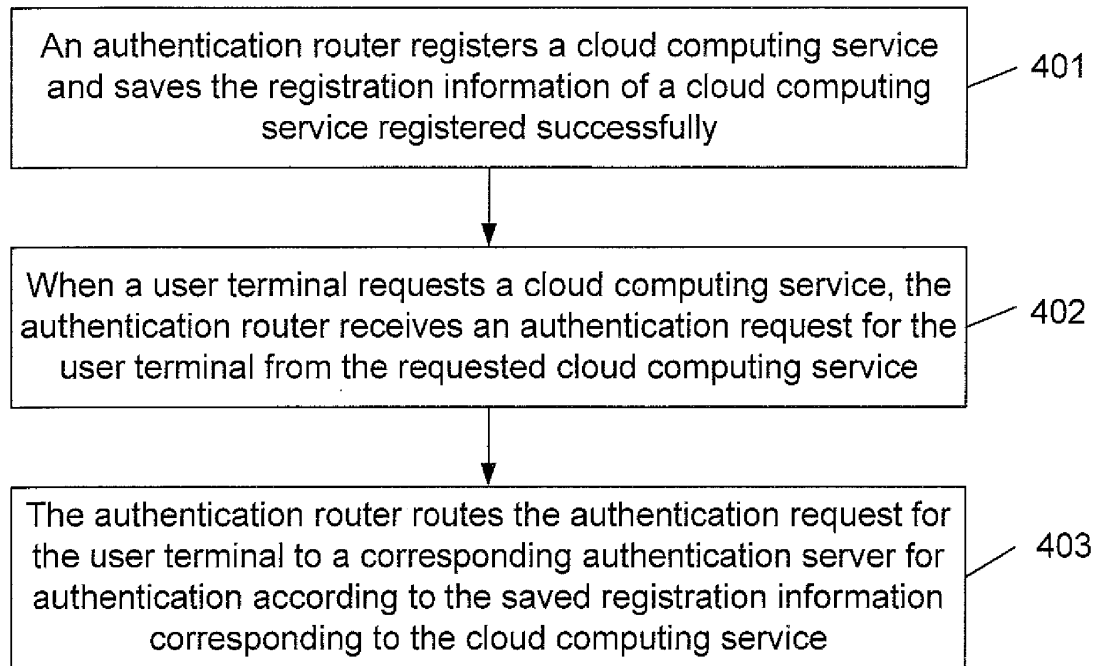 An authentication router registers a cloud computing service
and saves the registration information of a cloud computing
service registered successfully
401
When a user terminal requests a cloud computing service, the
authentication router receives an authentication request for the
user terminal from the requested cloud computing service
402
The authentication router routes the authentication request for
the user terminal to a corresponding authentication server for
authentication according to the saved registration information
corresponding to the cloud computing service
403